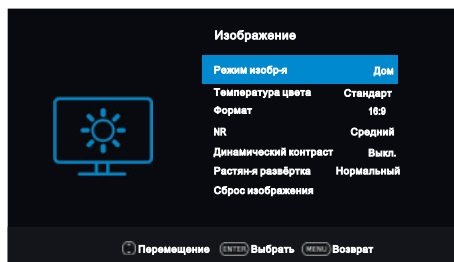 Изображение
Режим изобр-я Дом
Температура цвета Стандарт
Формат 16:9
NR Средний
Динамический контраст Выкл.
Растян-я развёртка Нормальный
Сброс изображения
Перемещение ENTER Выбрать MENU Возврат